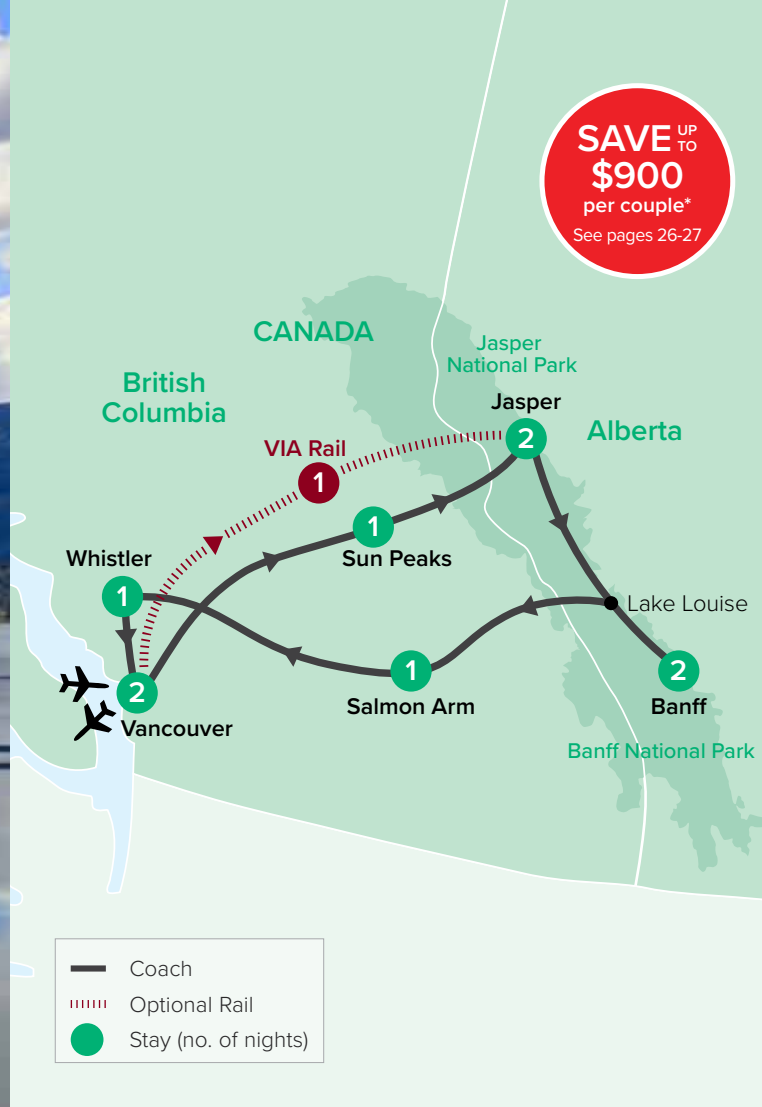 SAVE UP TO
$900
per couple*
See pages 26-27
CANADA
Jasper
National Park
British
Columbia
Jasper
Alberta
2
VIA Rail
1
1
Sun Peaks
Whistler
1
Lake Louise
2
Vancouver
1
Salmon Arm
2
Banff
Banff National Park
Coach
Optional Rail
Stay (no. of nights)